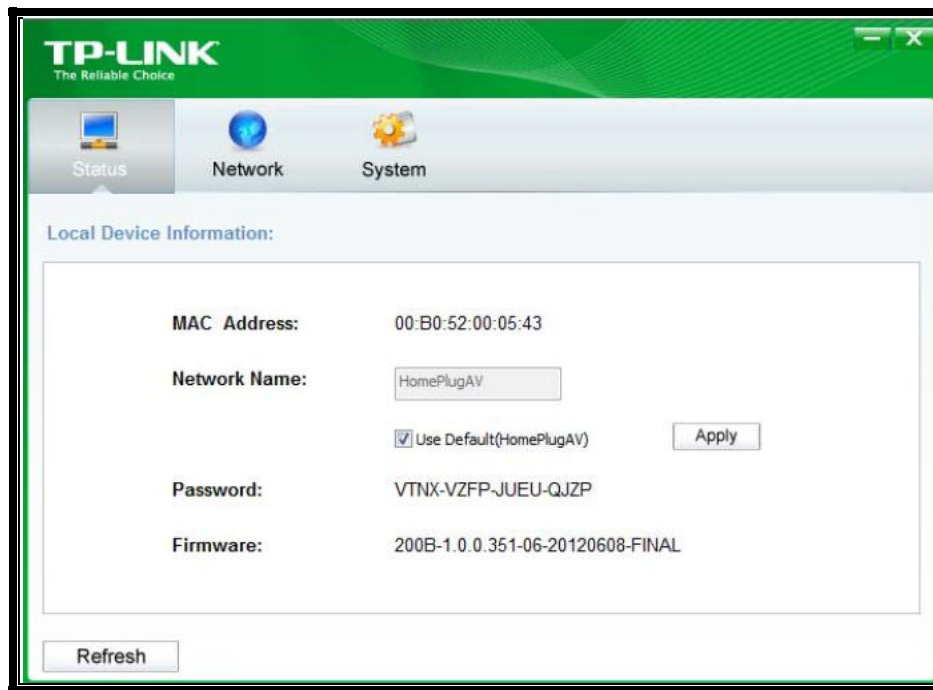 TP-LINK
The Reliable Choice
Status Network System
Local Device Information:
MAC Address: 00:B0:52:00:05:43
Network Name: HomePlugAV
Use Default(HomePlugAV) Apply
Password: VTNX-VZFP-JUEU-QJZP
Firmware: 200B-1.0.0.351-06-20120608-FINAL
Refresh